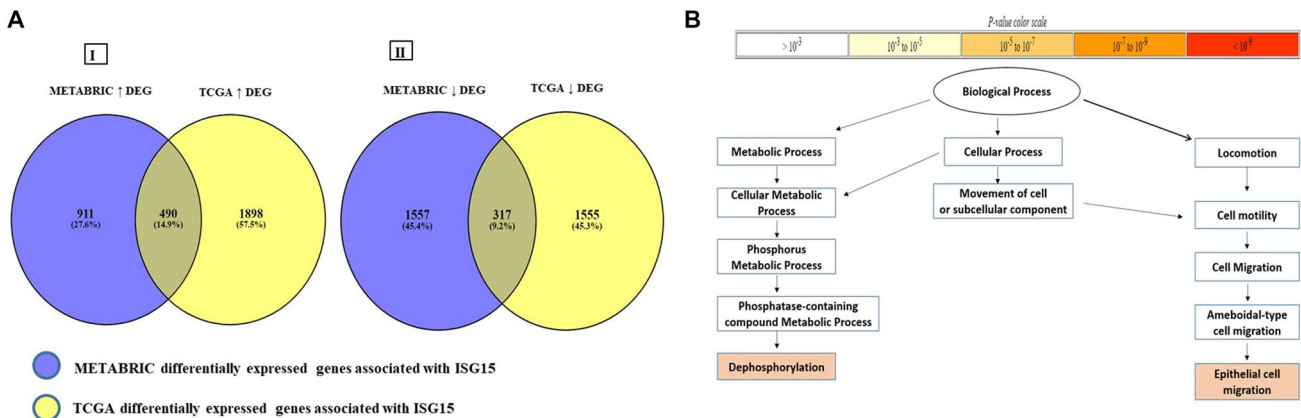 A
I
METABRIC ↑ DEG
TCGA ↑ DEG
911
(27.6%)
490
(14.9%)
1898
(57.5%)
II
METABRIC ↓ DEG
TCGA ↓ DEG
1557
(45.4%)
317
(9.2%)
1555
(45.3%)
METABRIC differentially expressed genes associated with ISG15
TCGA differentially expressed genes associated with ISG15
B
P-value color scale
> 10-3
10-3 to 10-5
10-5 to 10-7
10-7 to 10-9
< 10-9
Biological Process
Metabolic Process
Cellular Process
Locomotion
Cellular Metabolic
Process
Movement of cell
or subcellular component
Cell motility
Phosphorus
Metabolic Process
Cell Migration
Phosphatase-containing
compound Metabolic Process
Ameboidal-type
cell migration
Dephosphorylation
Epithelial cell
migration